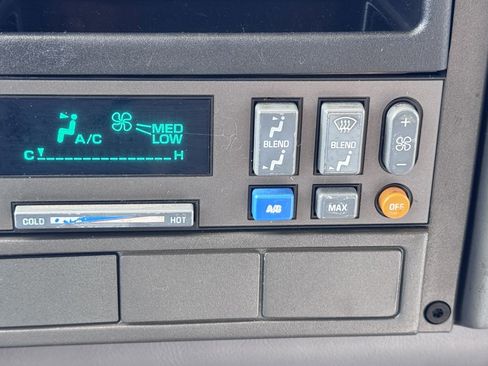 A/C MED
LOW
C H
BLEND BLEND +
-
A/C MAX OFF
COLD HOT